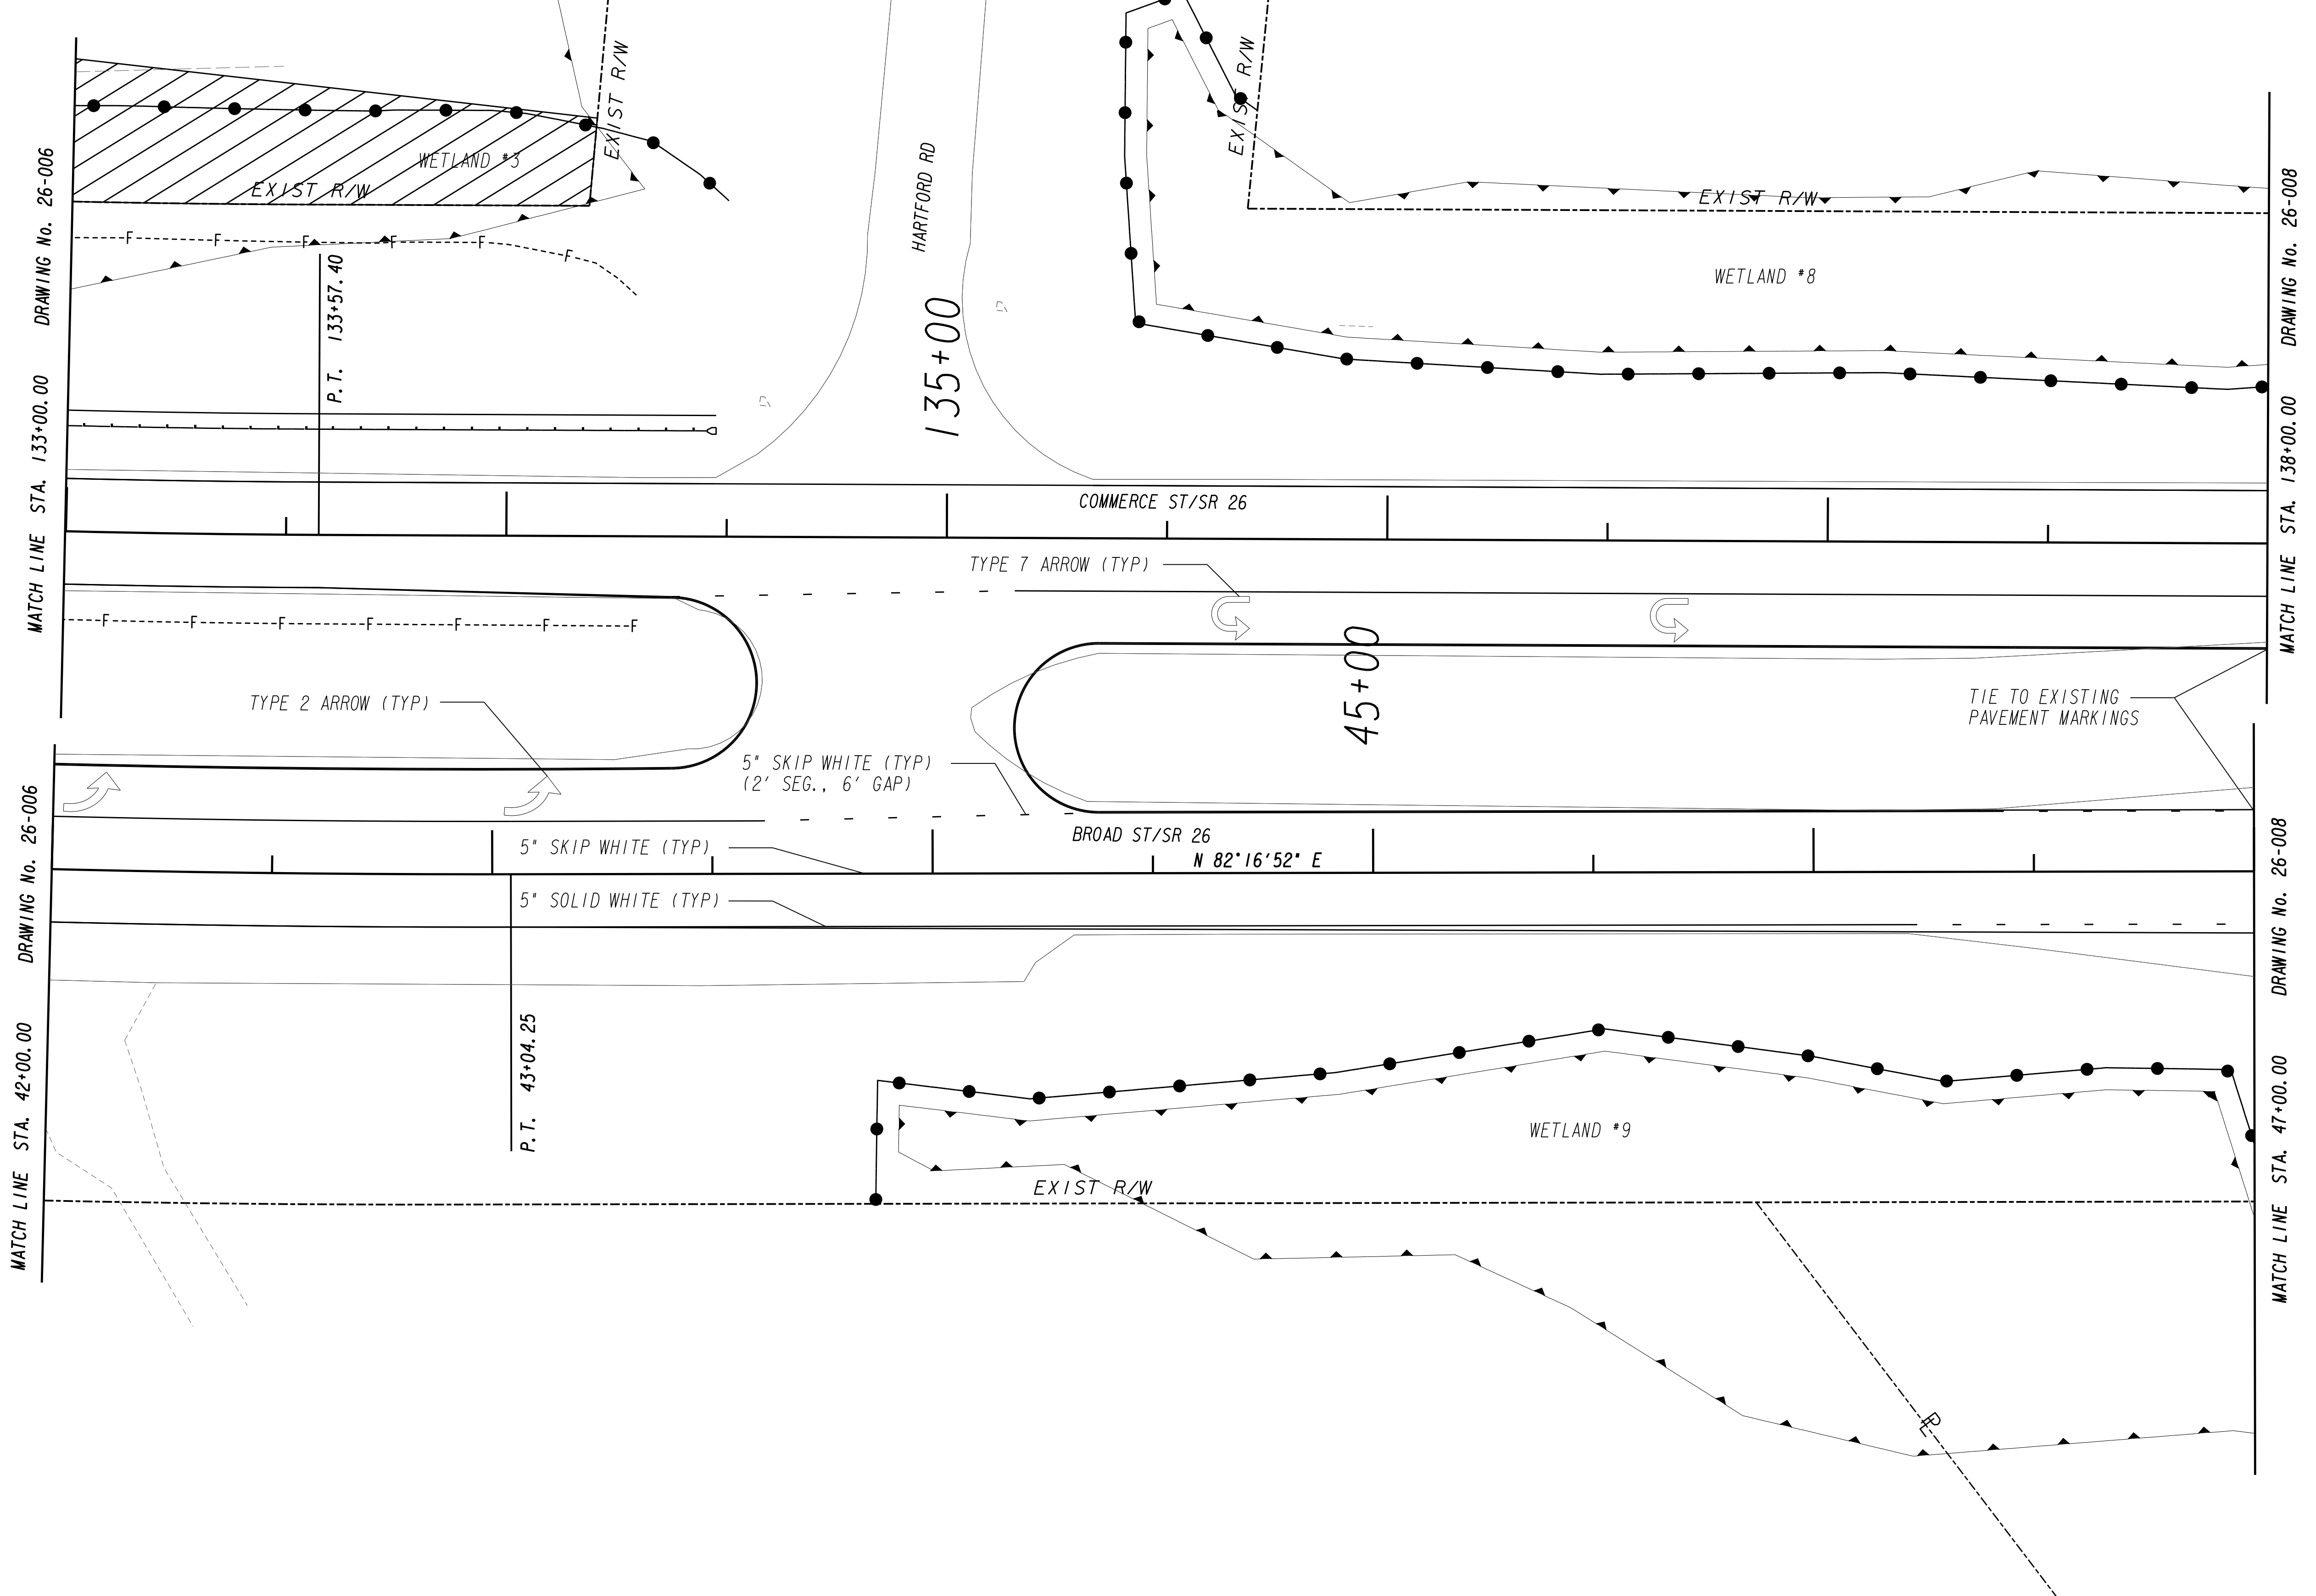 EXIST R/W
EXIST R/W
WETLAND #3
EXIST R/W
HARTFORD RD
EXIST R/W
WETLAND #8
MATCH LINE STA. 133+00.00 DRAWING No. 26-006
MATCH LINE STA. 138+00.00 DRAWING No. 26-008
F F F F F F
P.T. 133+57.40
135+00
COMMERCE ST/SR 26
TYPE 7 ARROW (TYP)
F F F F F F F
45+00
TYPE 2 ARROW (TYP)
TIE TO EXISTING
PAVEMENT MARKINGS
5" SKIP WHITE (TYP)
(2' SEG., 6' GAP)
BROAD ST/SR 26
5" SKIP WHITE (TYP)
N 82°16'52" E
5" SOLID WHITE (TYP)
MATCH LINE STA. 42+00.00 DRAWING No. 26-006
MATCH LINE STA. 47+00.00 DRAWING No. 26-008
P.T. 43+04.25
WETLAND #9
EXIST R/W
PL